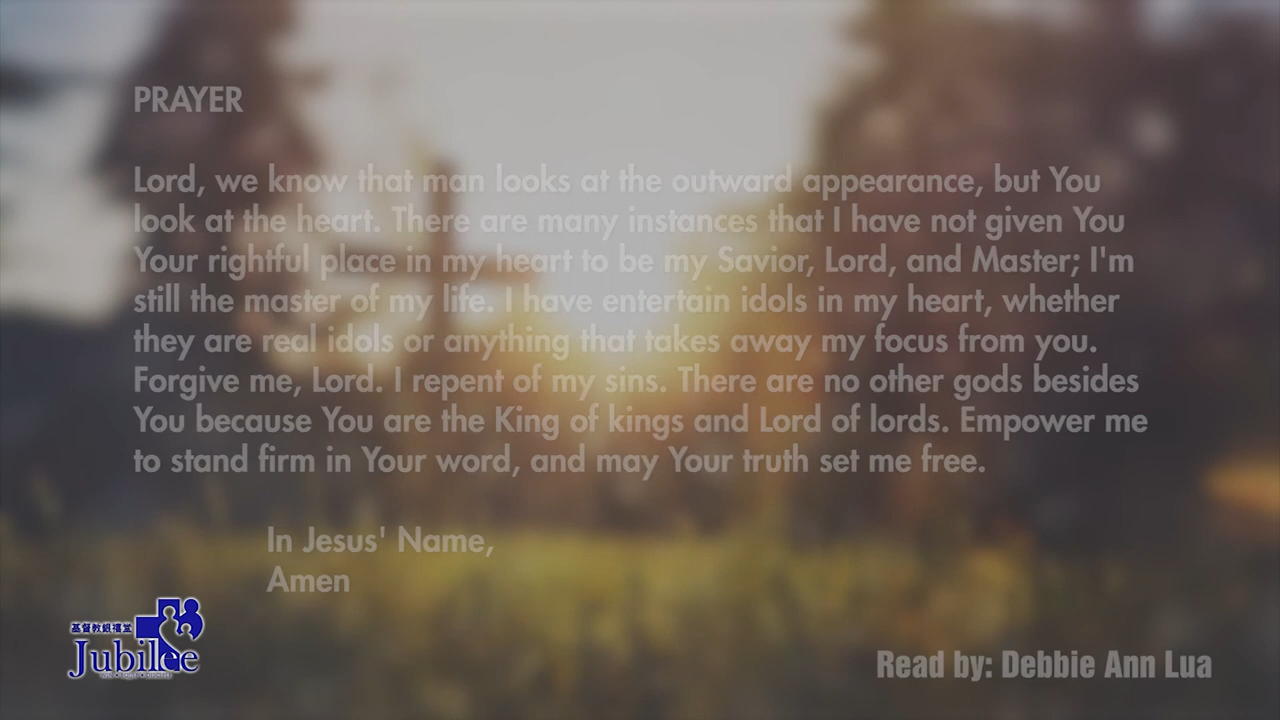 PRAYER
Lord, we know that man looks at the outward appearance, but You
look at the heart. There are many instances that I have not given You
Your rightful place in my heart to be my Savior, Lord, and Master; I'm
still the master of my life. I have entertain idols in my heart, whether
they are real idols or anything that takes away my focus from you.
Forgive me, Lord. I repent of my sins. There are no other gods besides
You because You are the King of kings and Lord of lords. Empower me
to stand firm in Your word, and may Your truth set me free.
In Jesus' Name,
Amen
基督教銀禧堂
Jubilee
Read by: Debbie Ann Lua